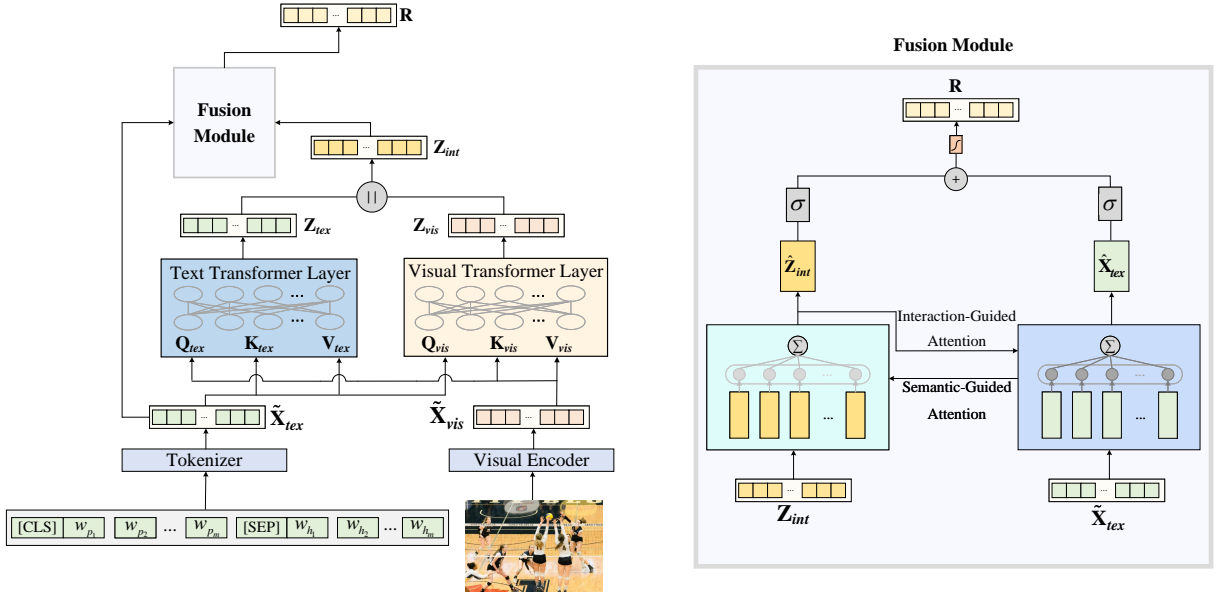 R
Fusion
Module
Z_int
||
Z_tex
Z_vis
Text Transformer Layer
...
...
Q_tex K_tex V_tex
Visual Transformer Layer
...
...
Q_vis K_vis V_vis
...
X̃_tex
X̃_vis
Tokenizer
Visual Encoder
[CLS] w_p₁ w_p₂ ... w_pₘ [SEP] w_h₁ w_h₂ ... w_hₘ
Fusion Module
R
...
∫
+
σ
σ
Ẑ_int
X̂_tex
Interaction-Guided
Attention
Σ
Σ
Semantic-Guided
Attention
...
...
Z_int
X̃_tex